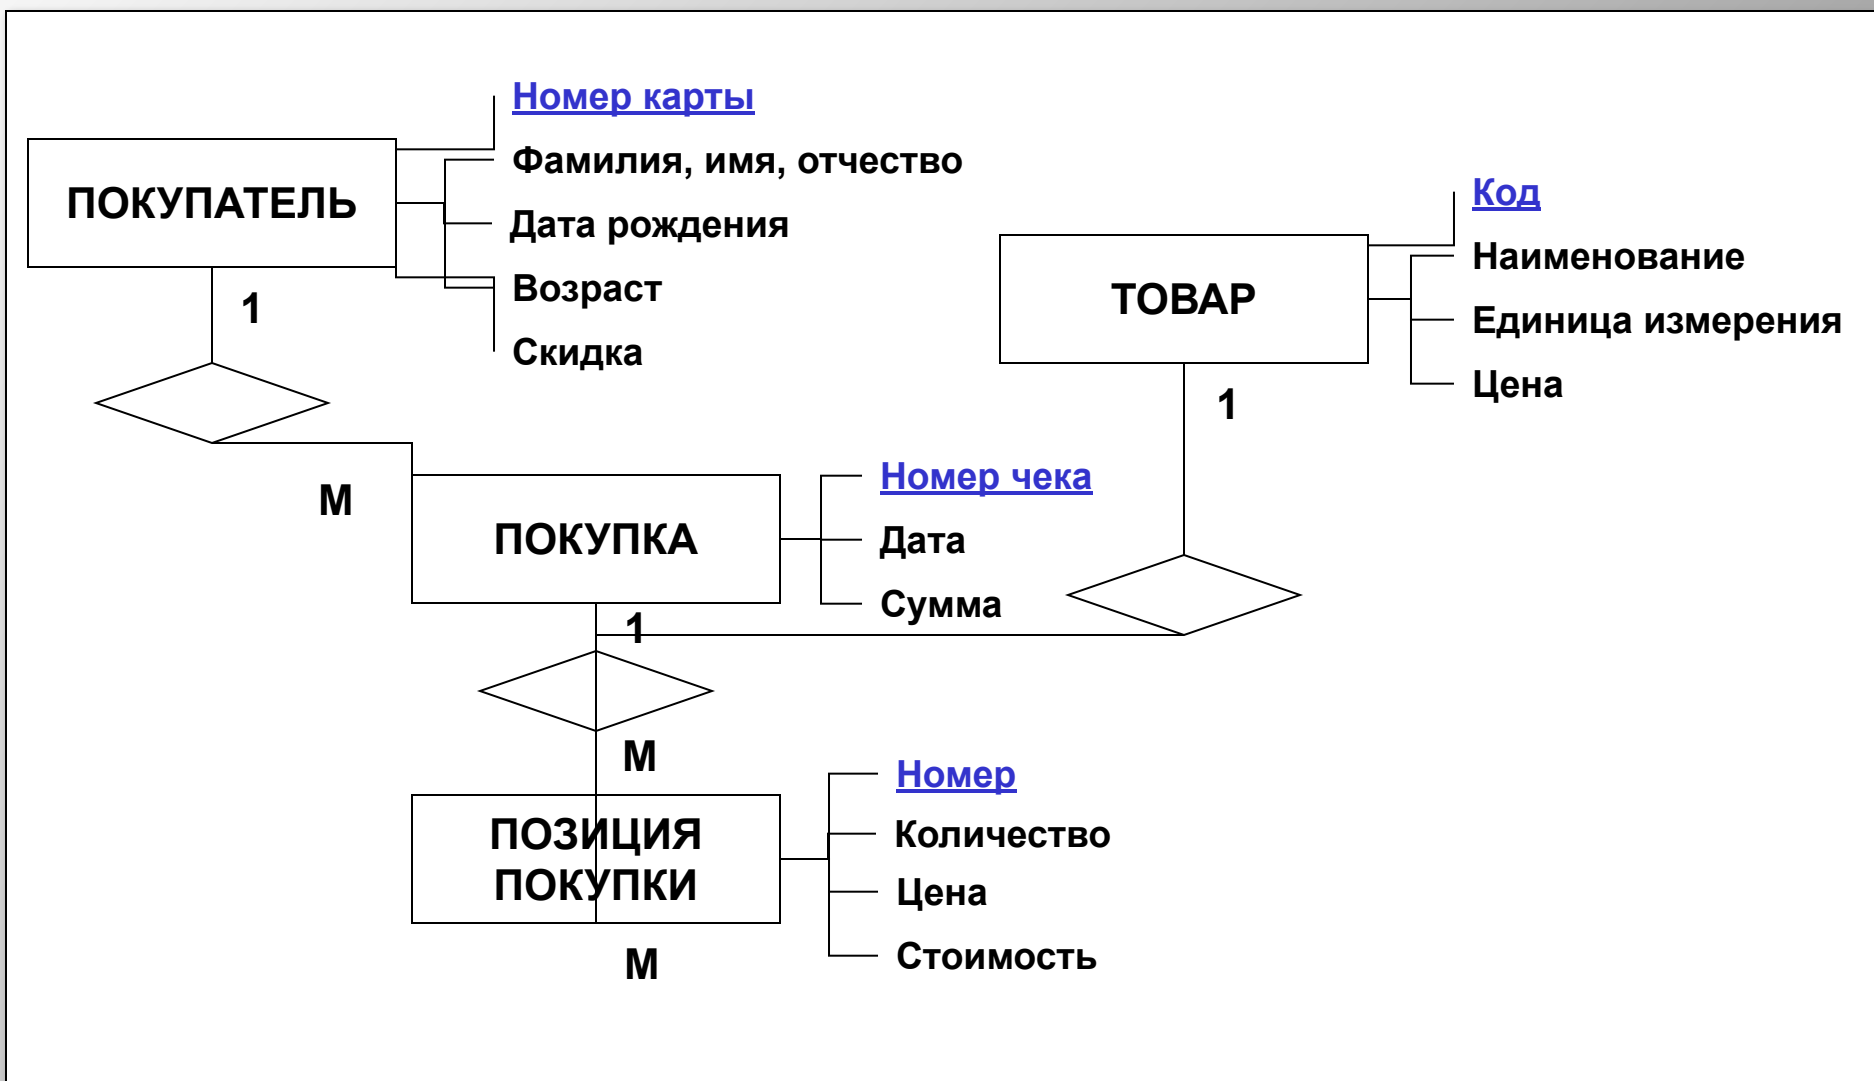 Номер карты
ПОКУПАТЕЛЬ
Фамилия, имя, отчество
Дата рождения
Возраст
Скидка
1
М
Код
ТОВАР
Наименование
Единица измерения
Цена
1
ПОКУПКА
Номер чека
Дата
Сумма
1
М
ПОЗИЦИЯ
ПОКУПКИ
Номер
Количество
Цена
Стоимость
М